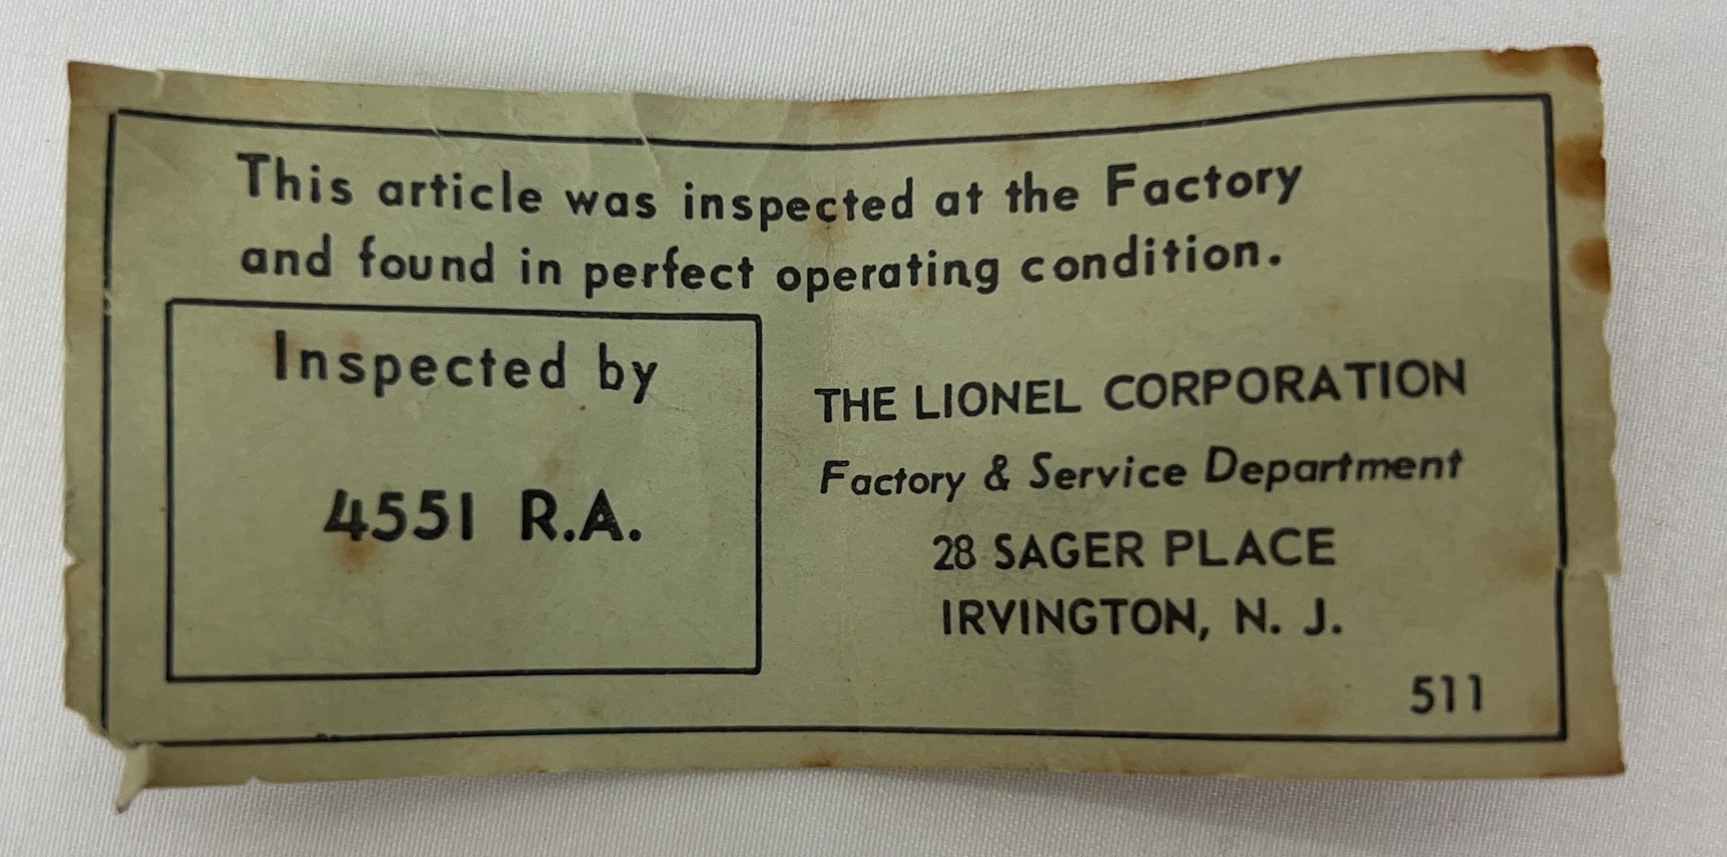 This article was inspected at the Factory
and found in perfect operating condition.
Inspected by
4551 R.A.
THE LIONEL CORPORATION
Factory & Service Department
28 SAGER PLACE
IRVINGTON, N. J.
511